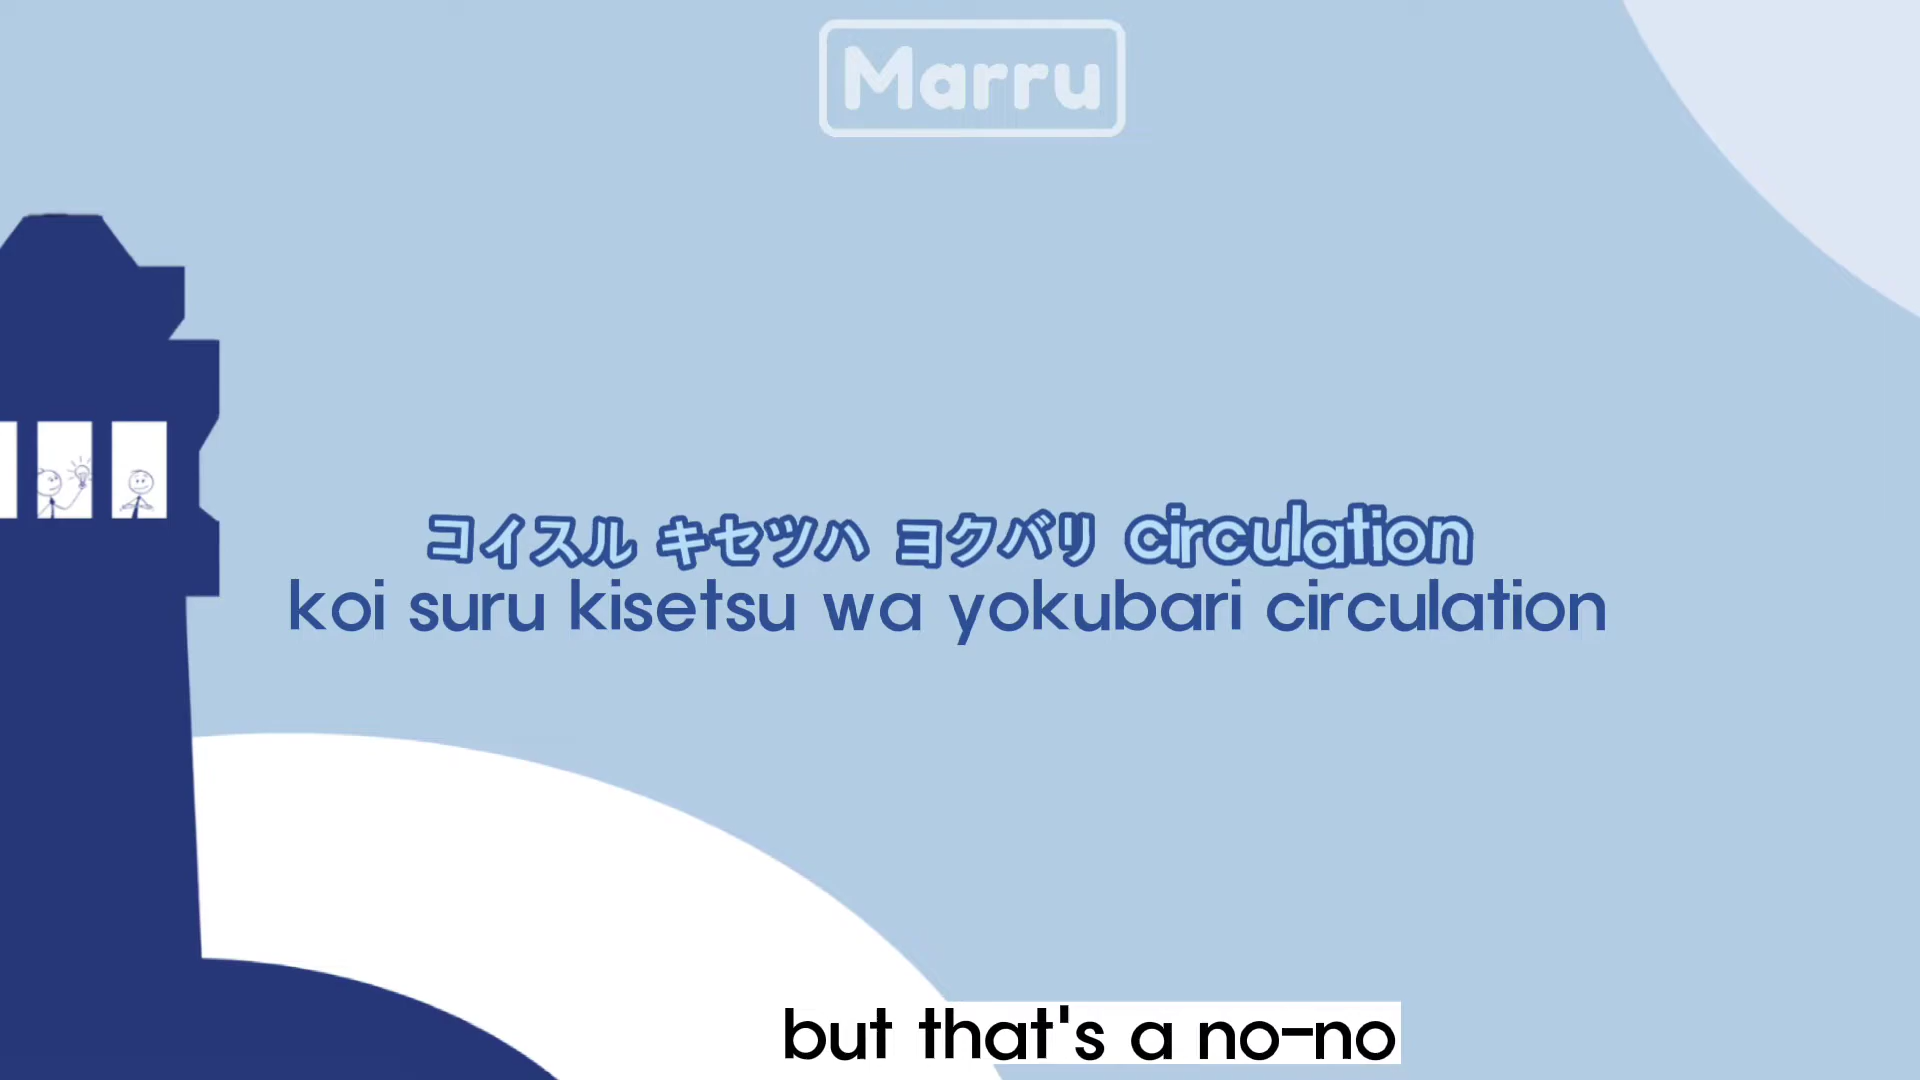 Marru
コイスル キセツハ ヨクバリ circulation
koi suru kisetsu wa yokubari circulation
but that's a no-no